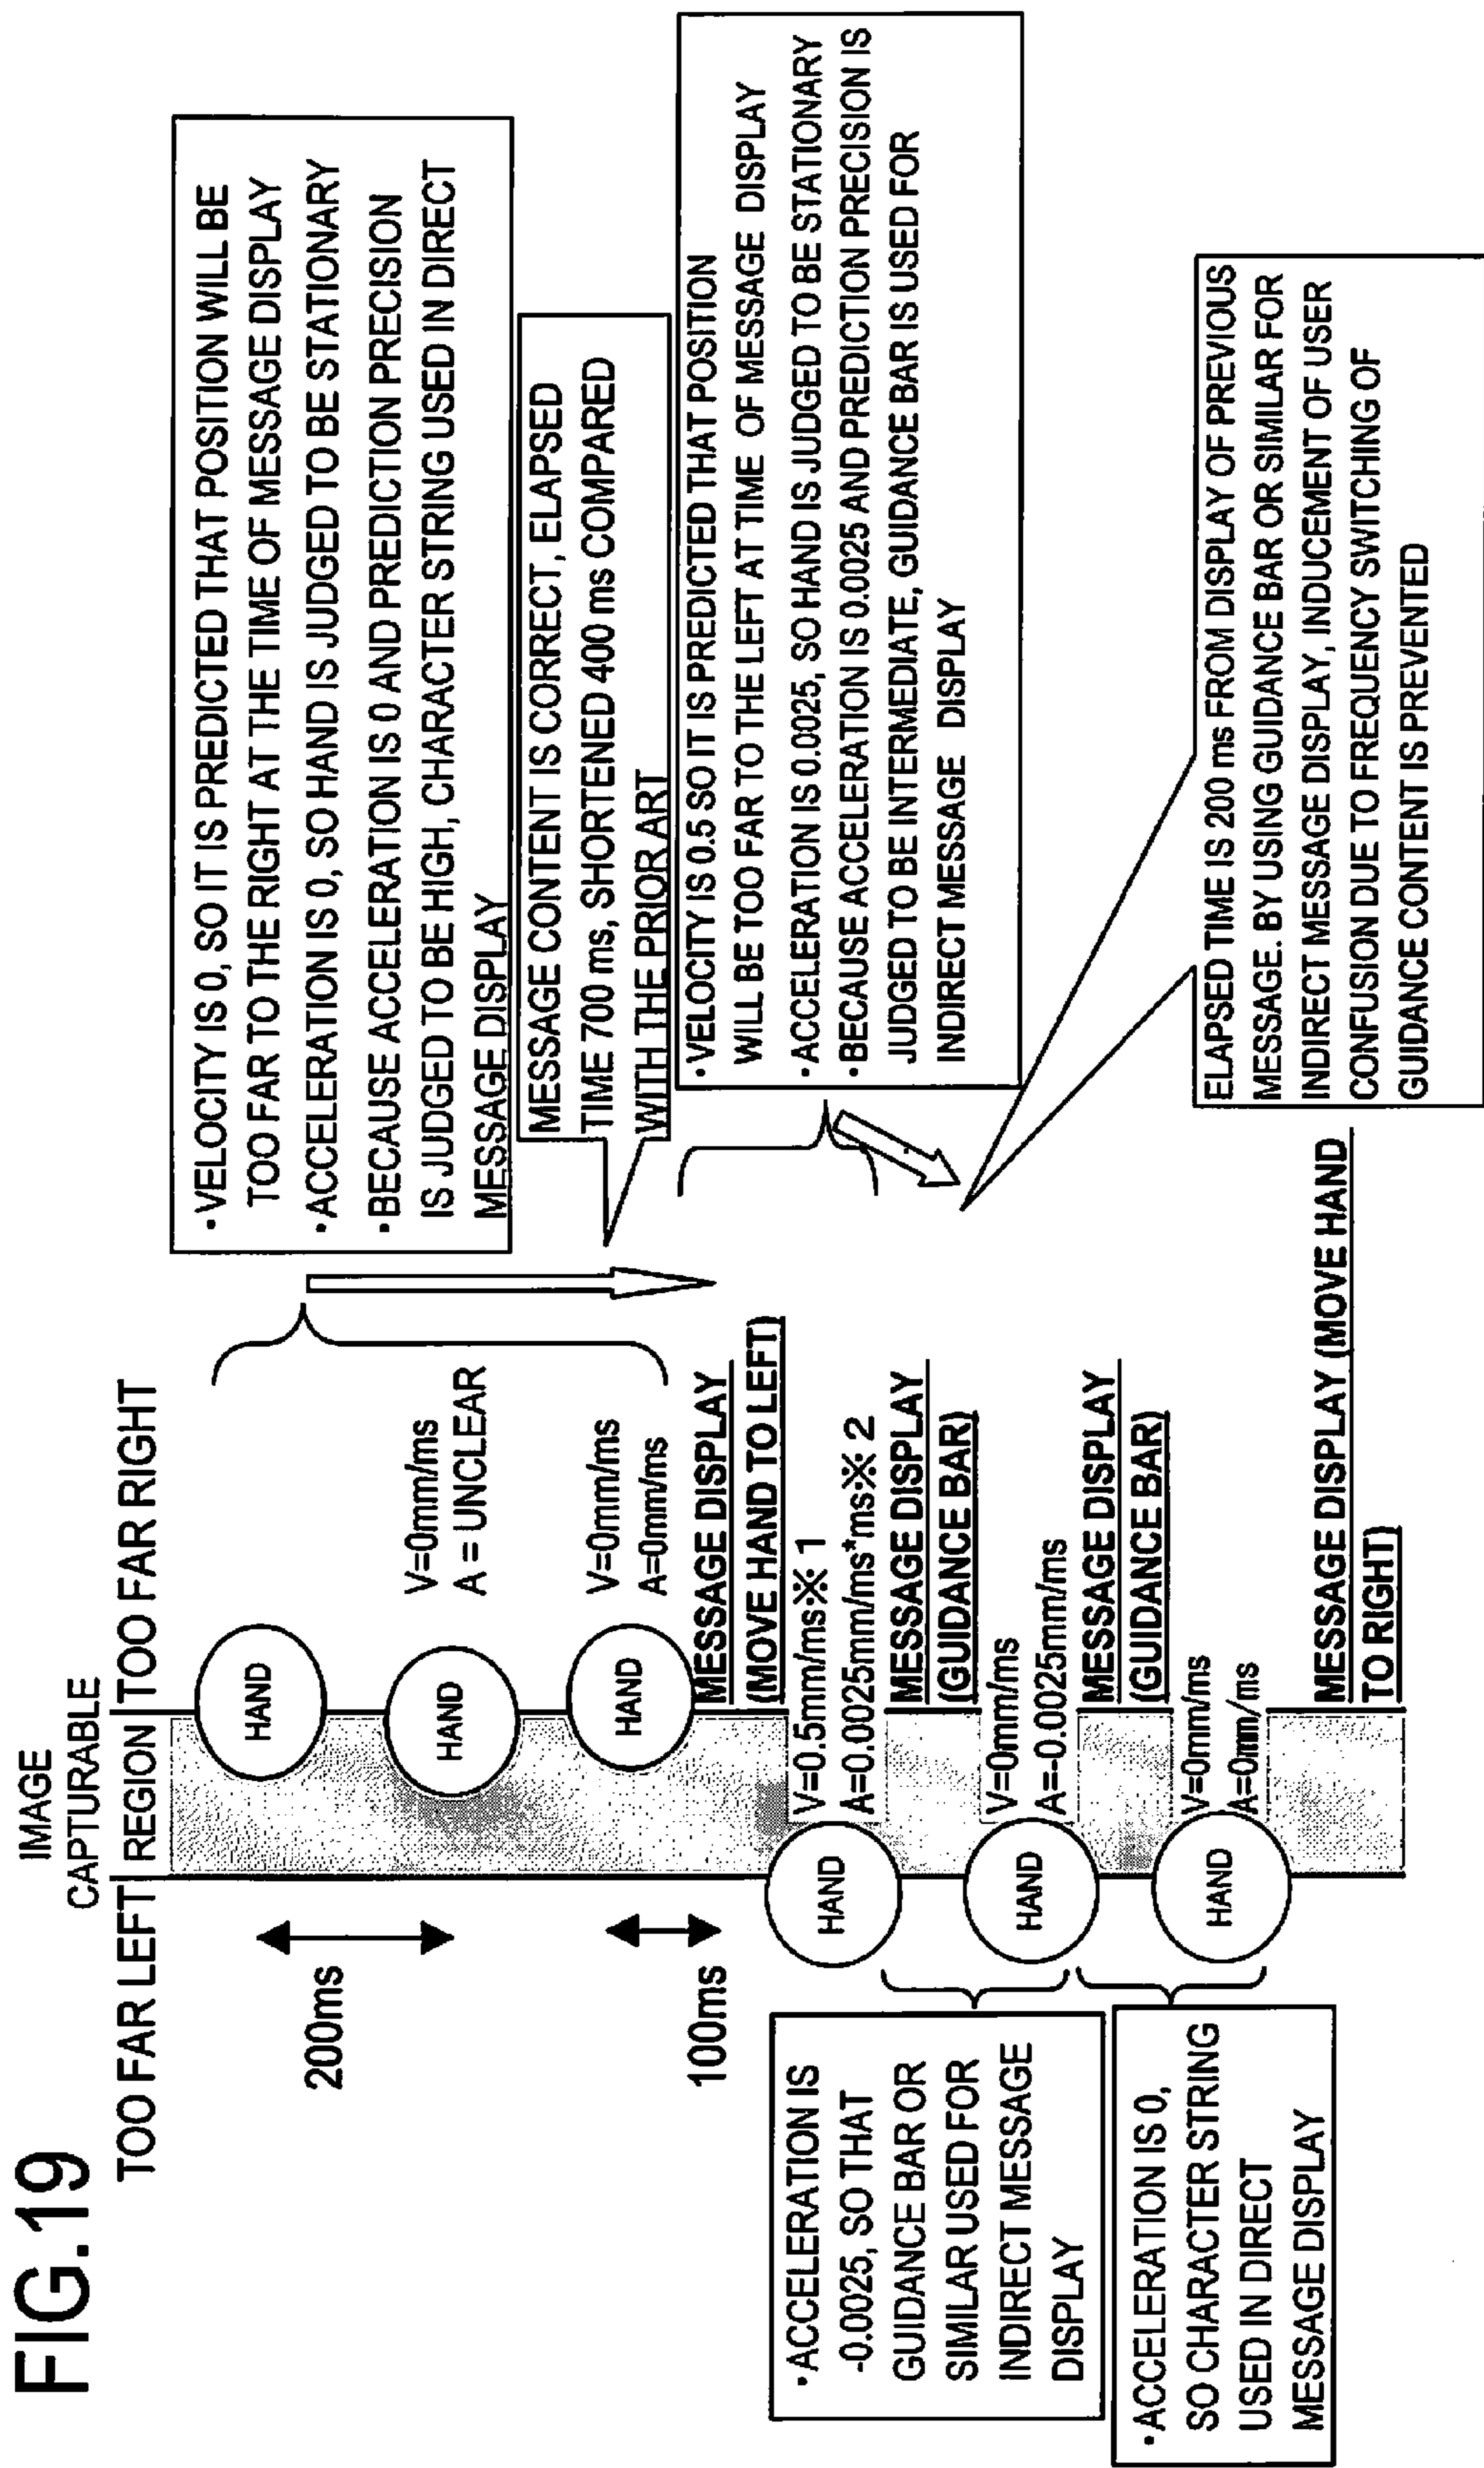 FIG.19
IMAGE
CAPTURABLE
TOO FAR LEFT
REGION
TOO FAR RIGHT
200ms
100ms
HAND
HAND
V=0mm/ms
A = UNCLEAR
HAND
V=0mm/ms
A=0mm/ms
MESSAGE DISPLAY
(MOVE HAND TO LEFT)
HAND
V=0.5mm/ms※1
A=0.0025mm/ms*ms※2
MESSAGE DISPLAY
(GUIDANCE BAR)
HAND
V=0mm/ms
A=-0.0025mm/ms
MESSAGE DISPLAY
(GUIDANCE BAR)
HAND
V=0mm/ms
A=0mm/ms
MESSAGE DISPLAY (MOVE HAND
TO RIGHT)
・VELOCITY IS 0, SO IT IS PREDICTED THAT POSITION WILL BE
TOO FAR TO THE RIGHT AT THE TIME OF MESSAGE DISPLAY
・ACCELERATION IS 0, SO HAND IS JUDGED TO BE STATIONARY
・BECAUSE ACCELERATION IS 0 AND PREDICTION PRECISION
IS JUDGED TO BE HIGH, CHARACTER STRING USED IN DIRECT
MESSAGE DISPLAY
MESSAGE CONTENT IS CORRECT, ELAPSED
TIME 700 ms, SHORTENED 400 ms COMPARED
WITH THE PRIOR ART
・VELOCITY IS 0.5 SO IT IS PREDICTED THAT POSITION
WILL BE TOO FAR TO THE LEFT AT TIME OF MESSAGE DISPLAY
・ACCELERATION IS 0.0025, SO HAND IS JUDGED TO BE STATIONARY
・BECAUSE ACCELERATION IS 0.0025 AND PREDICTION PRECISION IS
JUDGED TO BE INTERMEDIATE, GUIDANCE BAR IS USED FOR
INDIRECT MESSAGE DISPLAY
ELAPSED TIME IS 200 ms FROM DISPLAY OF PREVIOUS
MESSAGE. BY USING GUIDANCE BAR OR SIMILAR FOR
INDIRECT MESSAGE DISPLAY, INDUCEMENT OF USER
CONFUSION DUE TO FREQUENCY SWITCHING OF
GUIDANCE CONTENT IS PREVENTED
・ACCELERATION IS
-0.0025, SO THAT
GUIDANCE BAR OR
SIMILAR USED FOR
INDIRECT MESSAGE
DISPLAY
・ACCELERATION IS 0,
SO CHARACTER STRING
USED IN DIRECT
MESSAGE DISPLAY